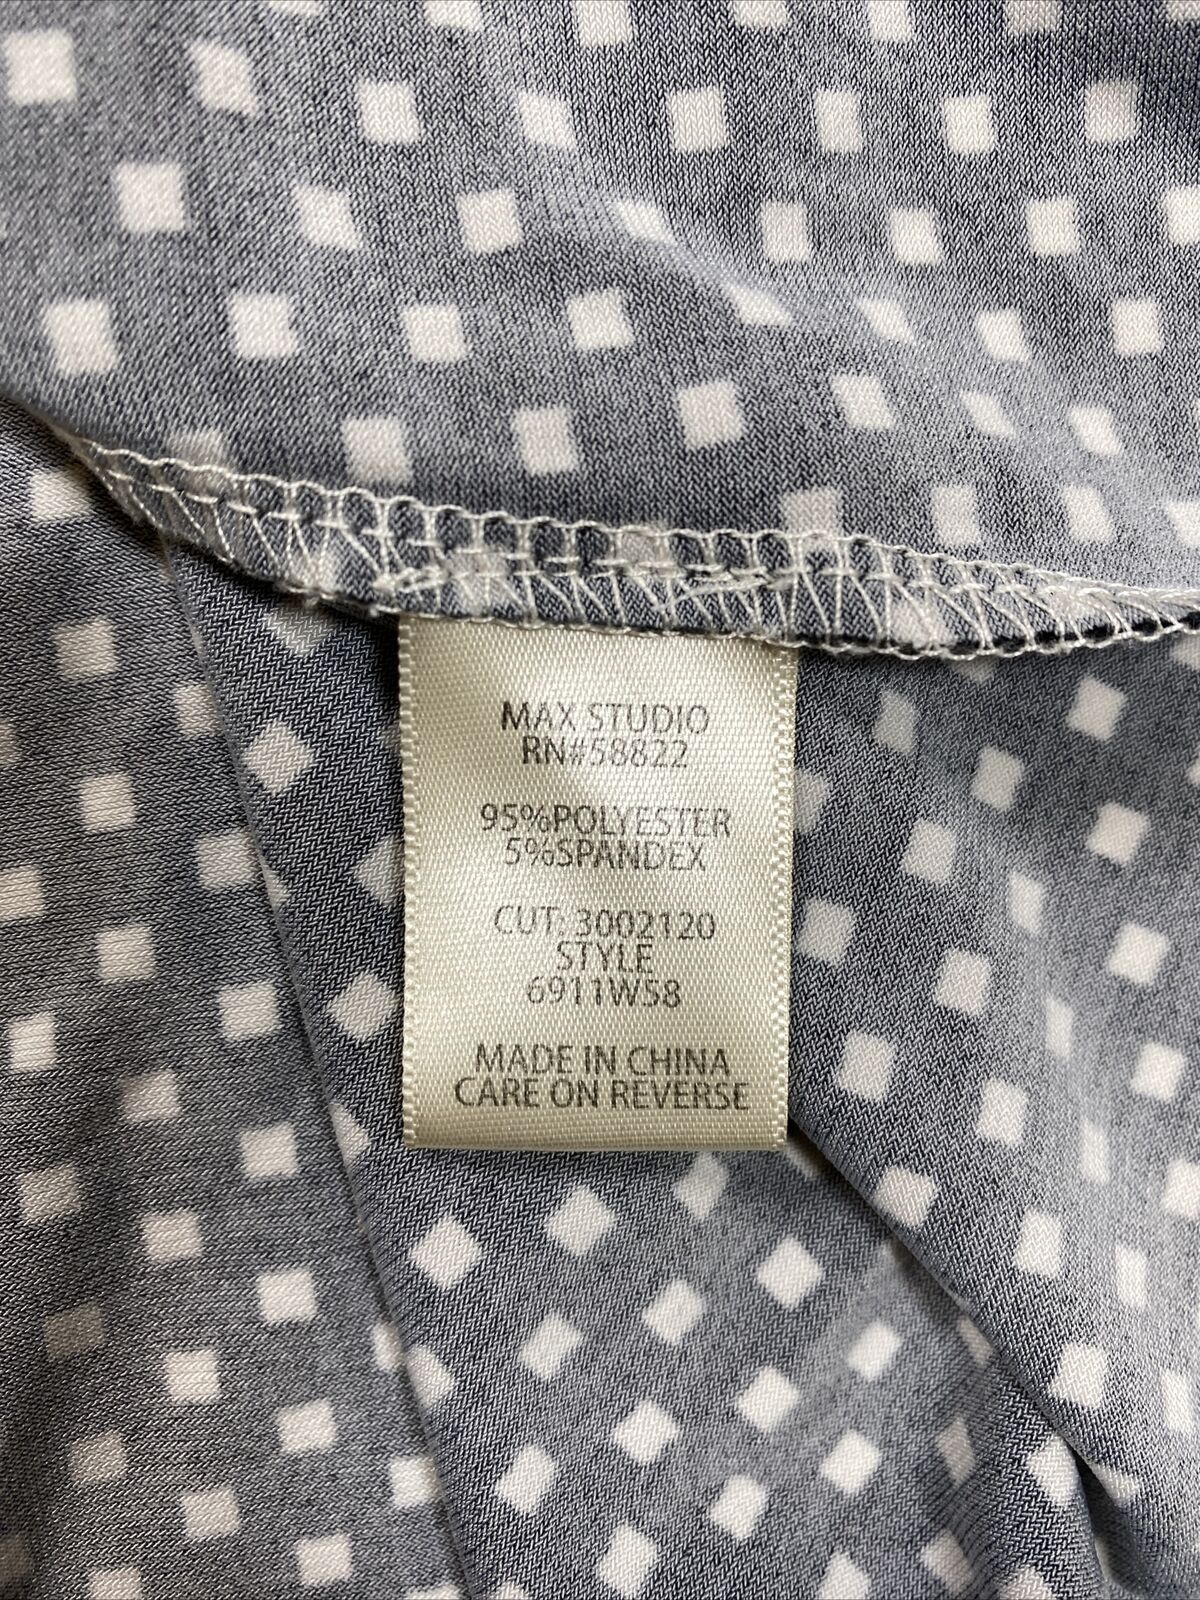 MAX STUDIO
RN#58822
95%POLYESTER
5%SPANDEX
CUT: 3002120
STYLE
6911W58
MADE IN CHINA
CARE ON REVERSE